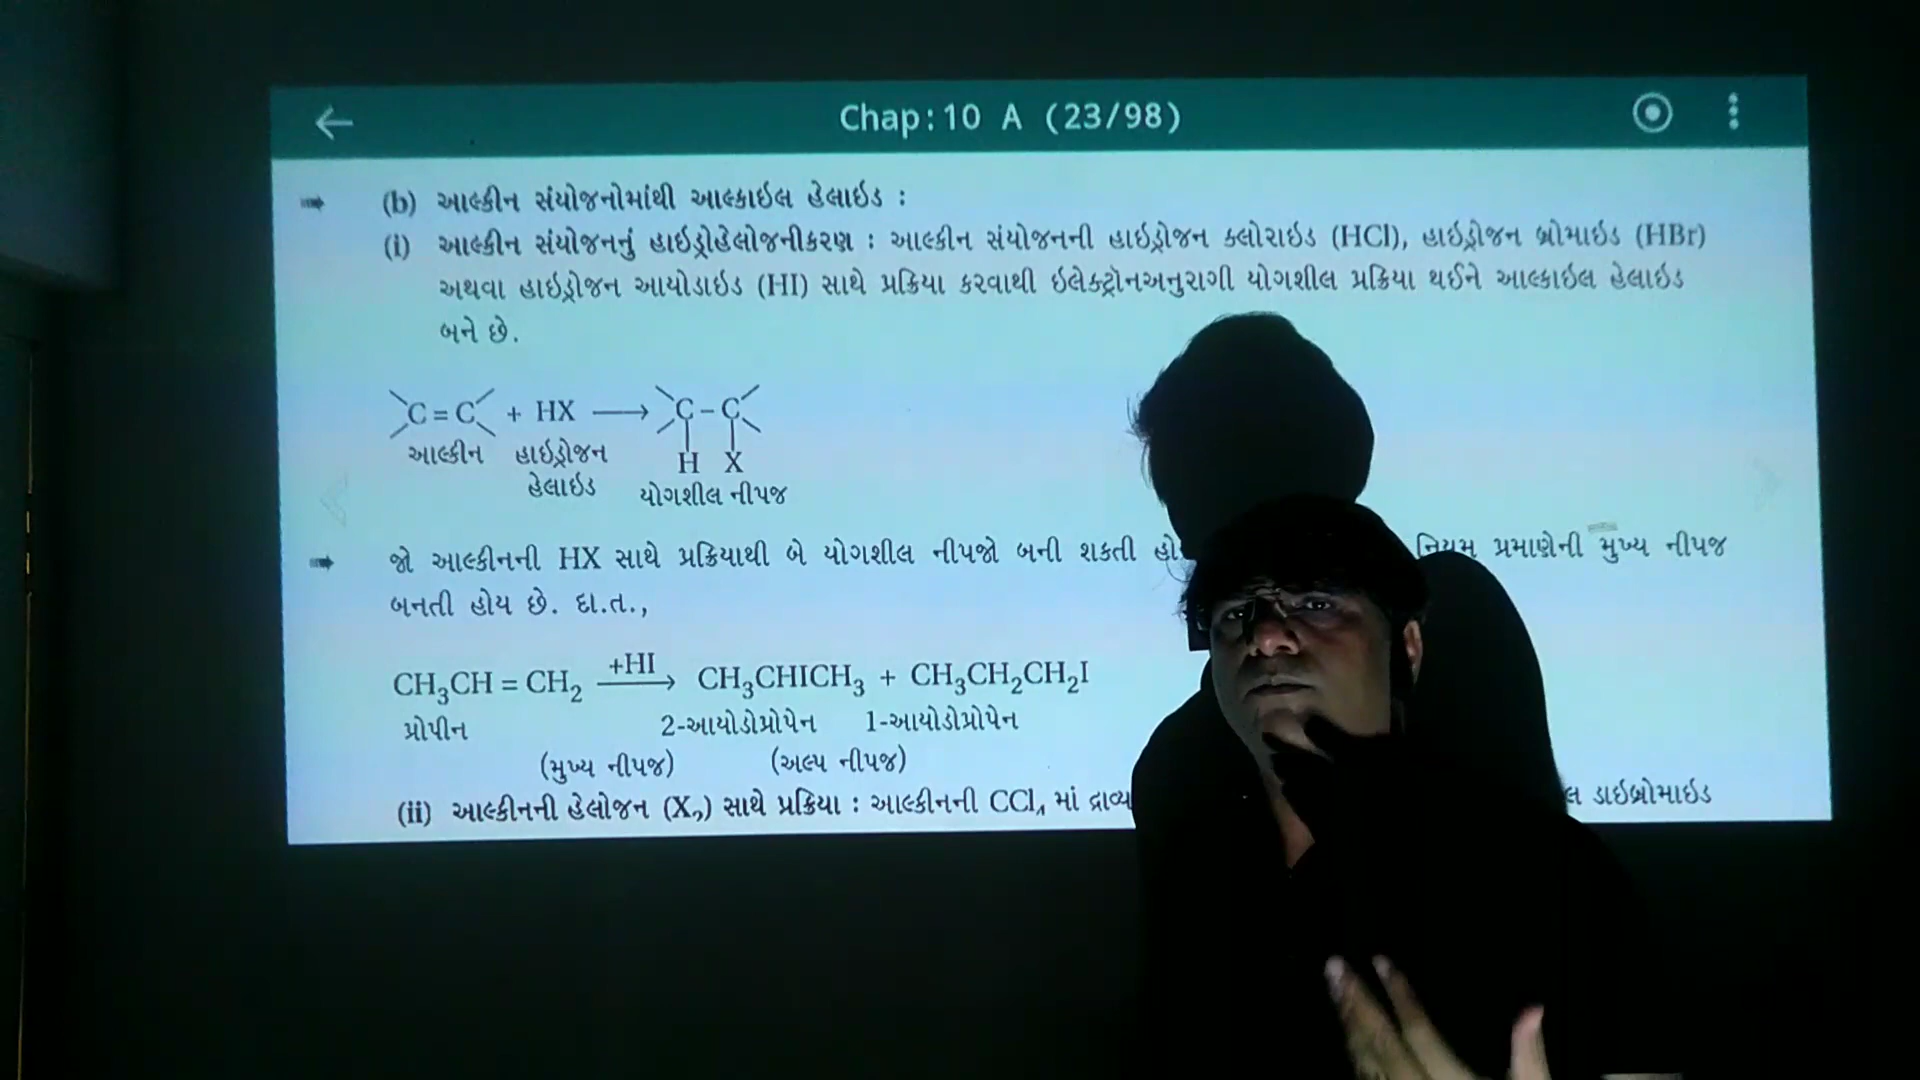 Chap:10 A (23/98)
(b) આલ્કીન સંયોજનોમાંથી આલ્કાઇલ હેલાઇડ :
(i) આલ્કીન સંયોજનનું હાઇડ્રોહેલોજનીકરણ : આલ્કીન સંયોજનની હાઇડ્રોજન ક્લોરાઇડ (HCl), હાઇડ્રોજન બ્રોમાઇડ (HBr)
અથવા હાઇડ્રોજન આયોડાઇડ (HI) સાથે પ્રક્રિયા કરવાથી ઇલેક્ટ્રૉનઅનુરાગી યોગશીલ પ્રક્રિયા થઈને આલ્કાઇલ હેલાઇડ
બને છે.
C = C + HX ⟶ C – C
આલ્કીન હાઇડ્રોજન H X
હેલાઇડ યોગશીલ નીપજ
જો આલ્કીનની HX સાથે પ્રક્રિયાથી બે યોગશીલ નીપજો બની શકતી નિયમ પ્રમાણેની મુખ્ય નીપજ
બનતી હોય છે. દા.ત.,
+HI
CH₃CH = CH₂ ⟶ CH₃CHICH₃ + CH₃CH₂CH₂I
પ્રોપીન 2-આયોડોપ્રોપેન 1-આયોડોપ્રોપેન
(મુખ્ય નીપજ) (અલ્પ નીપજ)
(ii) આલ્કીનની હેલોજન (X₂) સાથે પ્રક્રિયા : આલ્કીનની CCl₄ માં ડાઇબ્રોમાઇડ